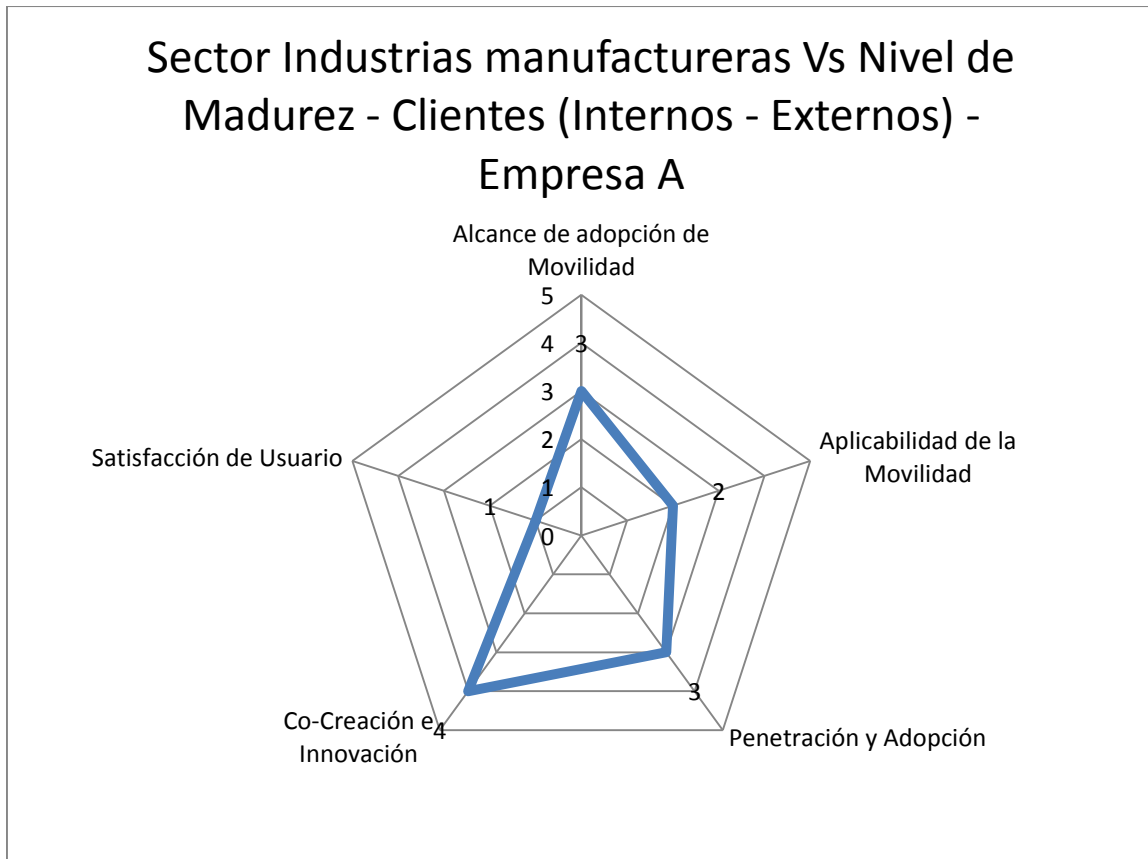 Sector Industrias manufactureras Vs Nivel de
Madurez - Clientes (Internos - Externos) -
Empresa A
Alcance de adopción de
Movilidad
5
4
3
3
2
1
0
Aplicabilidad de la
Movilidad
2
Satisfacción de Usuario
1
Co-Creación e
Innovación
4
3
Penetración y Adopción